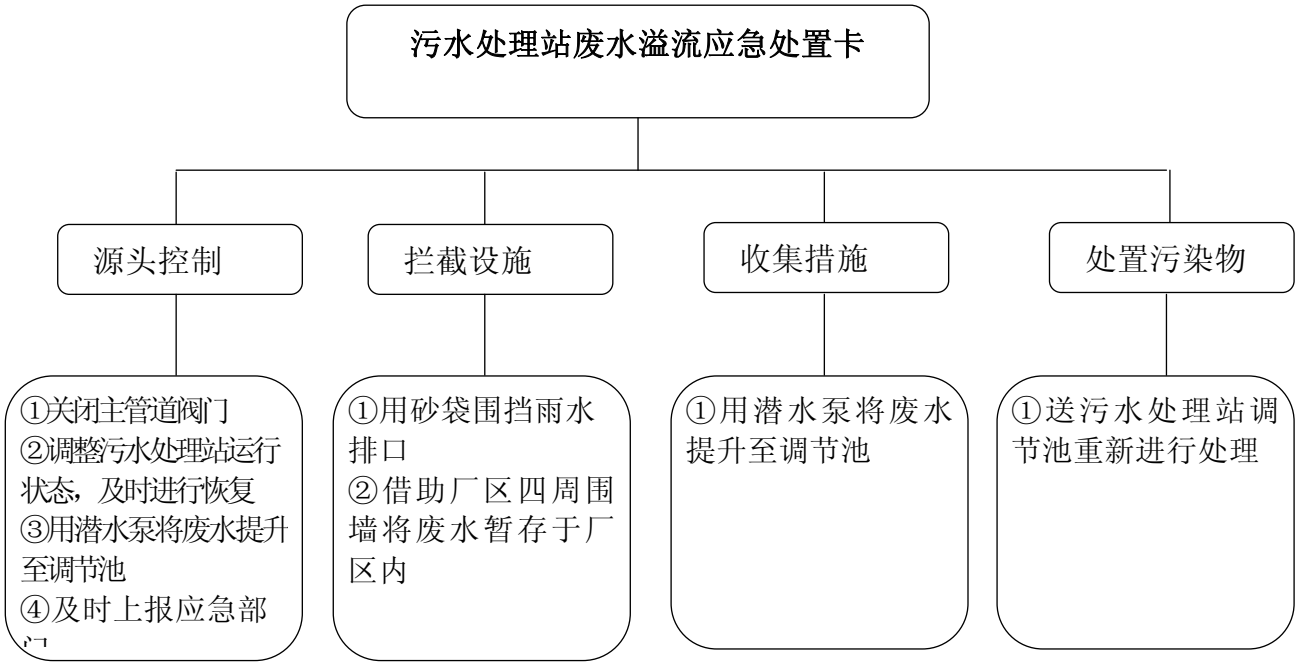 污水处理站废水溢流应急处置卡
源头控制
拦截设施
收集措施
处置污染物
①关闭主管道阀门
②调整污水处理站运行
状态，及时进行恢复
③用潜水泵将废水提升
至调节池
④及时上报应急部
门
①用砂袋围挡雨水
排口
②借助厂区四周围
墙将废水暂存于厂
区内
①用潜水泵将废水
提升至调节池
①送污水处理站调
节池重新进行处理